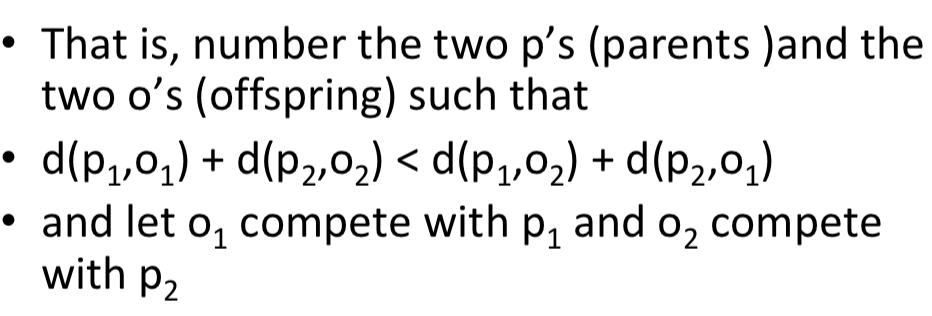 • That is, number the two p’s (parents )and the
two o’s (offspring) such that
• d(p₁,o₁) + d(p₂,o₂) < d(p₁,o₂) + d(p₂,o₁)
• and let o₁ compete with p₁ and o₂ compete
with p₂